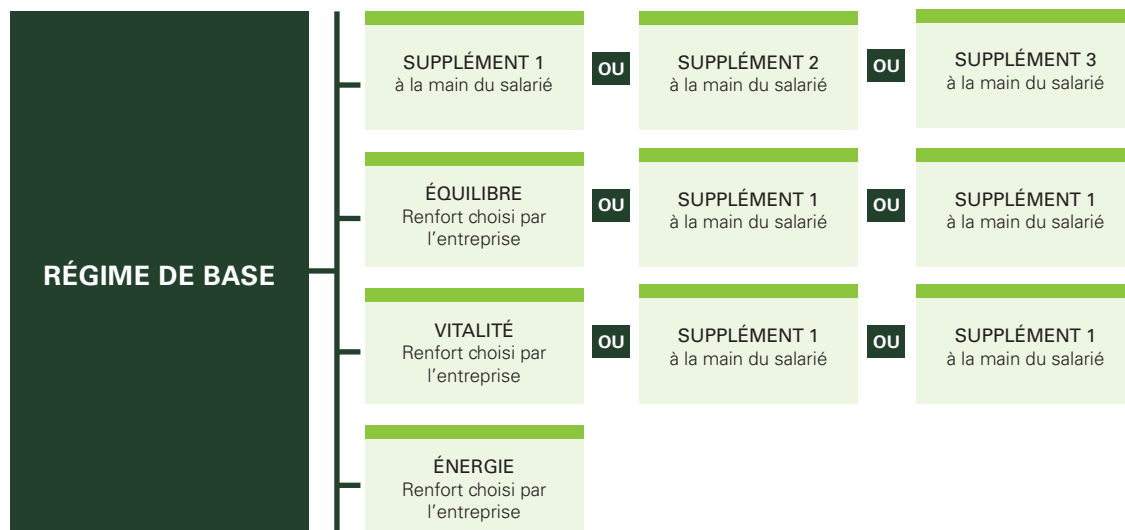 RÉGIME DE BASE
SUPPLÉMENT 1
à la main du salarié
OU
SUPPLÉMENT 2
à la main du salarié
OU
SUPPLÉMENT 3
à la main du salarié
ÉQUILIBRE
Renfort choisi par
l'entreprise
OU
SUPPLÉMENT 1
à la main du salarié
OU
SUPPLÉMENT 1
à la main du salarié
VITALITÉ
Renfort choisi par
l'entreprise
OU
SUPPLÉMENT 1
à la main du salarié
OU
SUPPLÉMENT 1
à la main du salarié
ÉNERGIE
Renfort choisi par
l'entreprise